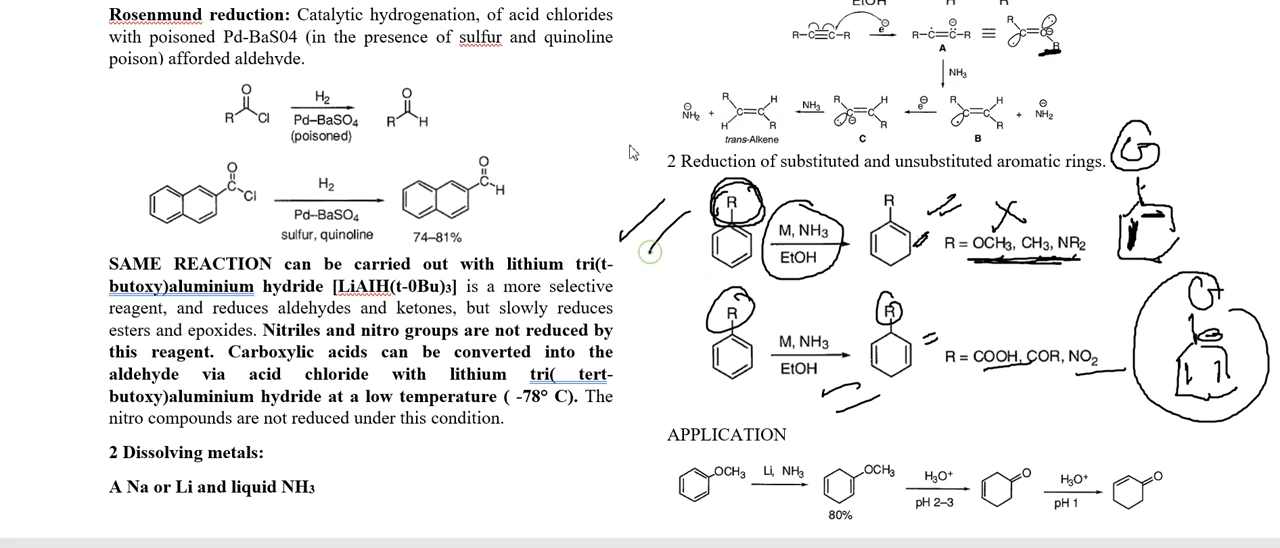 Rosenmund reduction: Catalytic hydrogenation, of acid chlorides
with poisoned Pd-BaS04 (in the presence of sulfur and quinoline
poison) afforded aldehyde.
O
R Cl
H2
Pd–BaSO4
(poisoned)
O
R H
O
C
Cl
H2
Pd–BaSO4
sulfur, quinoline
O
C
H
74–81%
SAME REACTION can be carried out with lithium tri(t-
butoxy)aluminium hydride [LiAIH(t-0Bu)3] is a more selective
reagent, and reduces aldehydes and ketones, but slowly reduces
esters and epoxides. Nitriles and nitro groups are not reduced by
this reagent. Carboxylic acids can be converted into the
aldehyde via acid chloride with lithium tri( tert-
butoxy)aluminium hydride at a low temperature ( -78° C). The
nitro compounds are not reduced under this condition.
2 Dissolving metals:
A Na or Li and liquid NH3
EtOH H R
R–C≡C–R e⊖ R–C=C–R ≡ R C=C R
A
NH3
⊖NH2 + R H C=C H R NH3 R H C=C R e⊖ R H C=C R + ⊖NH2
trans-Alkene C B
2 Reduction of substituted and unsubstituted aromatic rings.
G
R
M, NH3
EtOH
R
R = OCH3, CH3, NR2
G
R
M, NH3
EtOH
R
R = COOH, COR, NO2
APPLICATION
OCH3 Li, NH3 OCH3 H3O+ O H3O+ O
80% pH 2–3 pH 1